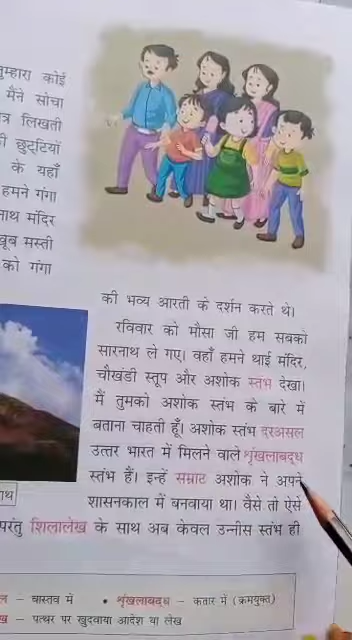 तुम्हारा कोई
मैंने सोचा
त्र लिखती
ी छुट्टियाँ
के यहाँ
हमने गंगा
नाथ मंदिर
खूब मस्ती
को गंगा
की भव्य आरती के दर्शन करते थे।
रविवार को मौसा जी हम सबको
सारनाथ ले गए। वहाँ हमने थाई मंदिर,
चौखंडी स्तूप और अशोक स्तंभ देखा।
मैं तुमको अशोक स्तंभ के बारे में
बताना चाहती हूँ। अशोक स्तंभ दरअसल
उत्तर भारत में मिलने वाले शृंखलाबद्ध
स्तंभ हैं। इन्हें सम्राट अशोक ने अपने
नाथ
शासनकाल में बनवाया था। वैसे तो ऐसे
परंतु शिलालेख के साथ अब केवल उन्नीस स्तंभ ही
ल – वास्तव में • शृंखलाबद्ध – कतार में (क्रमयुक्त)
ख – पत्थर पर खुदवाया आदेश या लेख